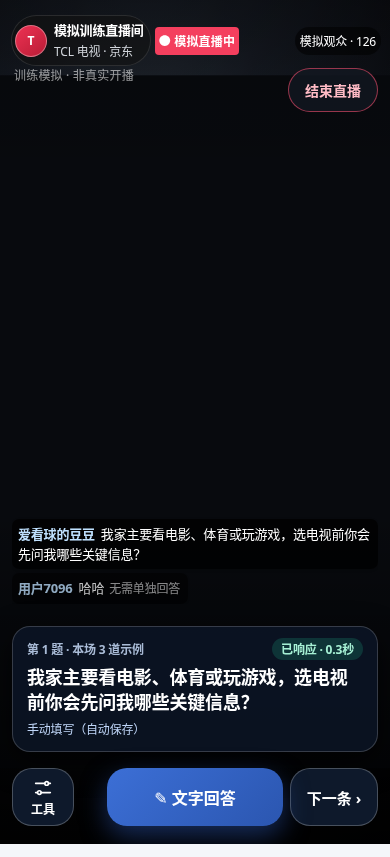 T
模拟训练直播间
TCL 电视 · 京东
模拟直播中
模拟观众 · 126
训练模拟 · 非真实开播
结束直播
爱看球的豆豆 我家主要看电影、体育或玩游戏，选电视前你会
先问我哪些关键信息？
用户7096 哈哈 无需单独回答
第 1 题 · 本场 3 道示例
已响应 · 0.3秒
我家主要看电影、体育或玩游戏，选电视
前你会先问我哪些关键信息？
手动填写（自动保存）
工具
✎ 文字回答
下一条 ›